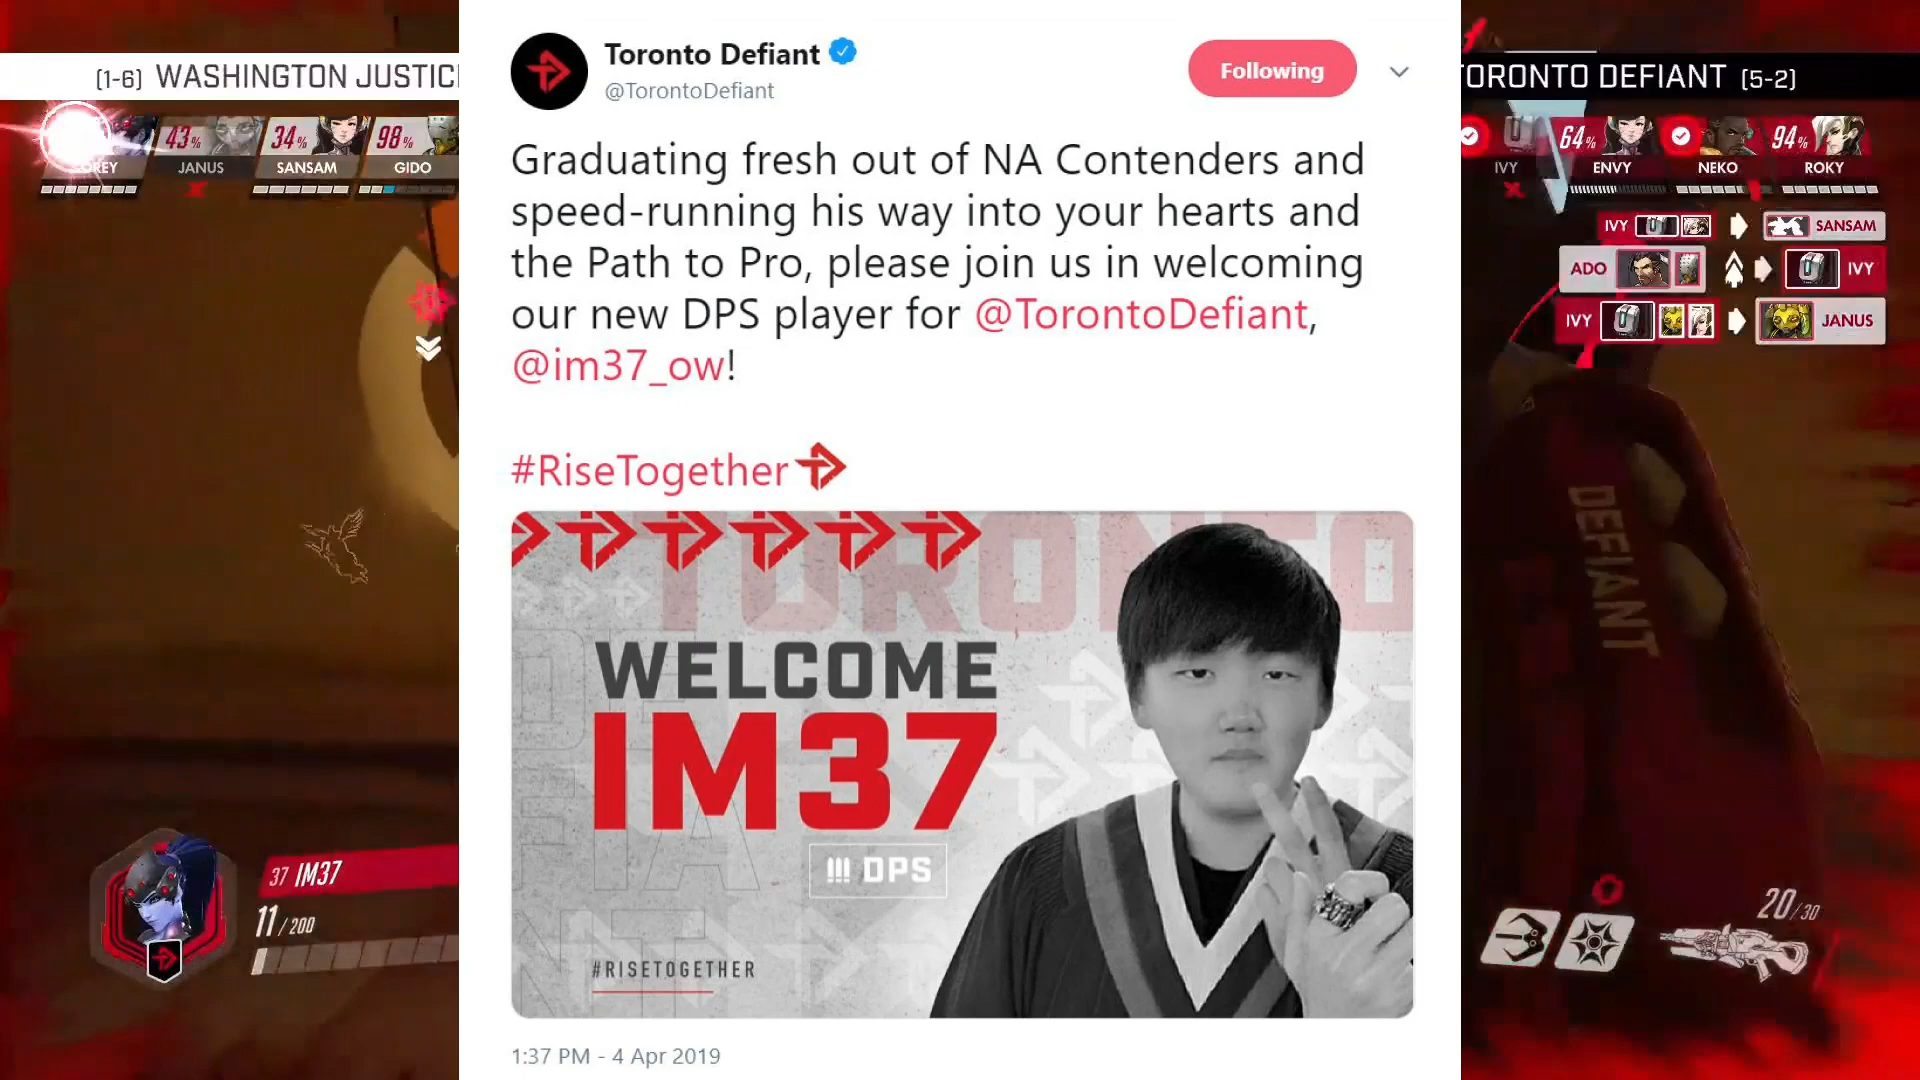 [1-6] WASHINGTON JUSTIC
43%
34%
98%
OREY
JANUS
SANSAM
GIDO
Toronto Defiant
@TorontoDefiant
Following
Graduating fresh out of NA Contenders and
speed-running his way into your hearts and
the Path to Pro, please join us in welcoming
our new DPS player for @TorontoDefiant,
@im37_ow!
#RiseTogether
TORONTO
WELCOME
IM37
DPS
#RISETOGETHER
1:37 PM - 4 Apr 2019
TORONTO DEFIANT [5-2]
64%
94%
IVY
ENVY
NEKO
ROKY
IVY SANSAM
ADO IVY
IVY JANUS
DEFIANT
37 IM37
11/200
20/30